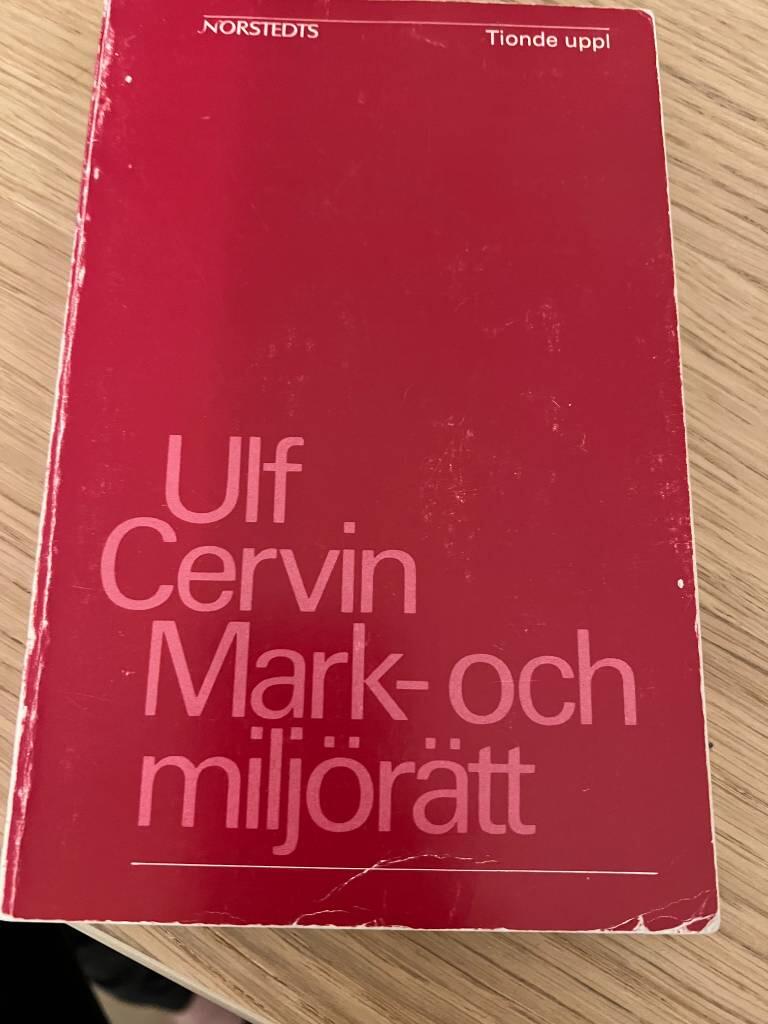 NORSTEDTS
Tionde uppl
Ulf
Cervin
Mark- och
miljörätt